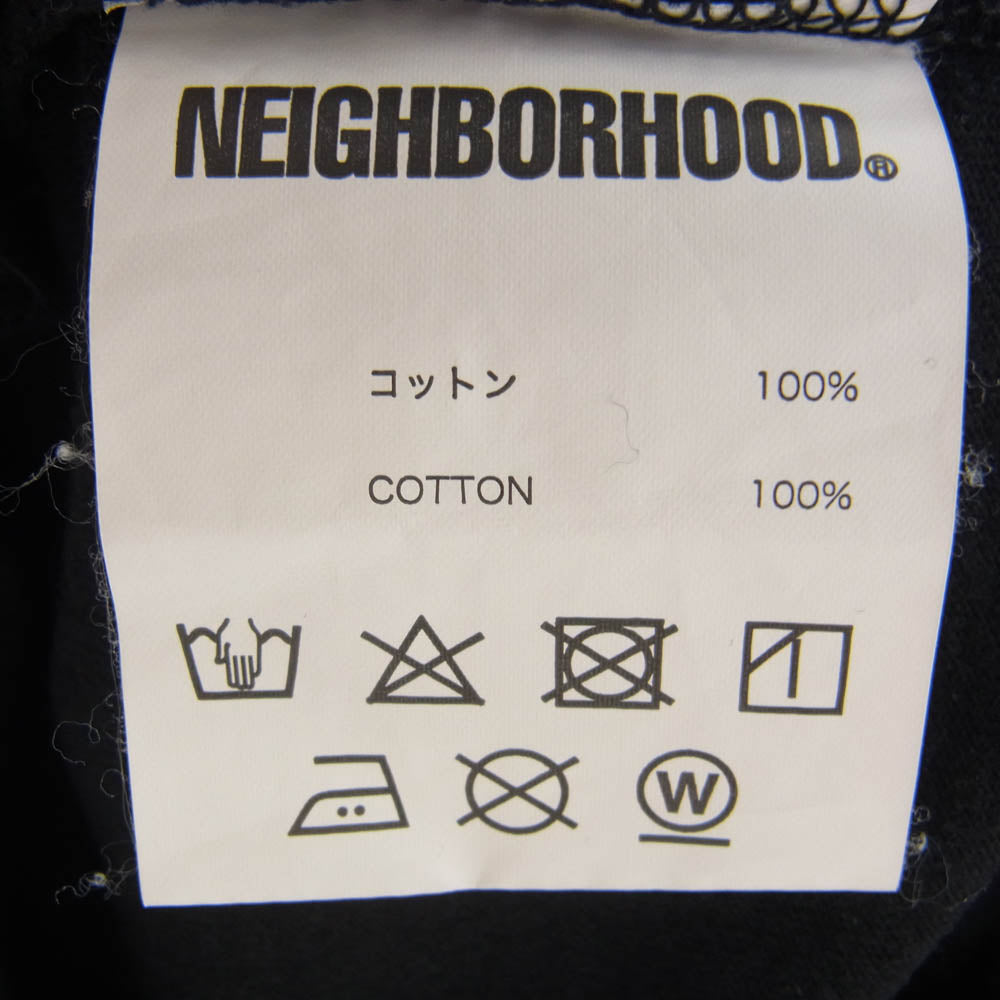 NEIGHBORHOOD®
コットン 100%
COTTON 100%
W